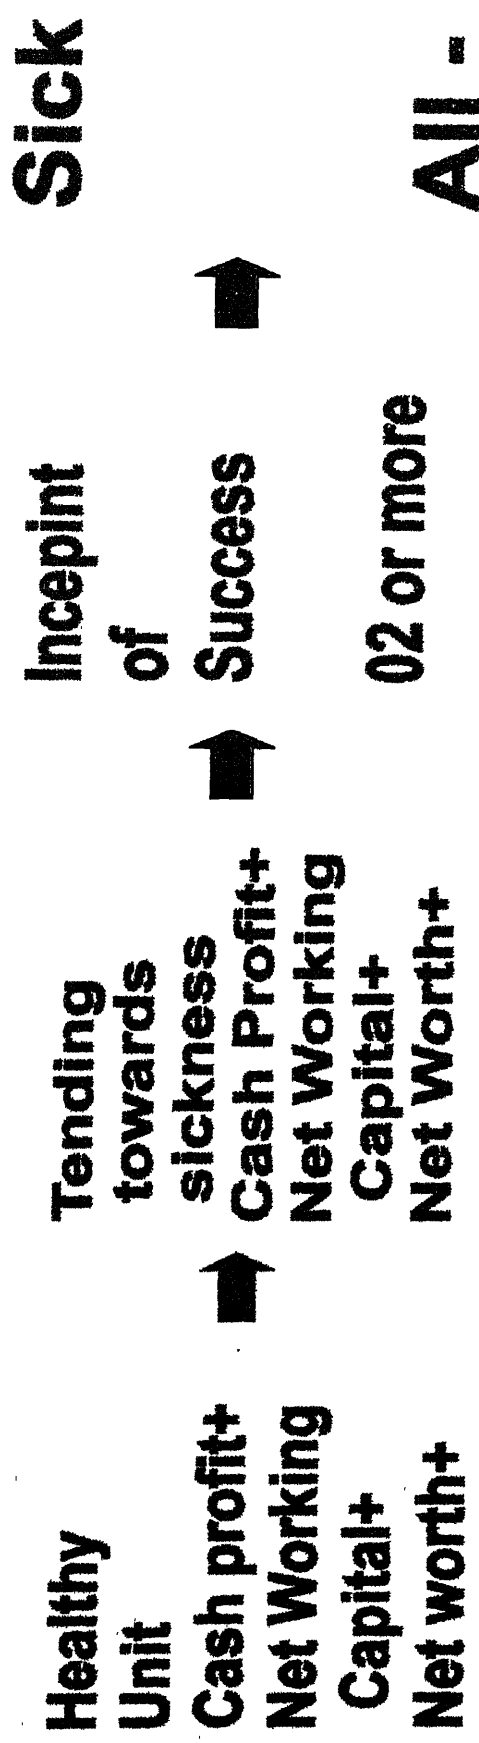 Healthy
Unit
Cash profit+
Net Working
Capital+
Net worth+
Tending
towards
sickness
Cash Profit+
Net Working
Capital+
Net Worth+
Incepint
of
Success
02 or more
Sick
All -